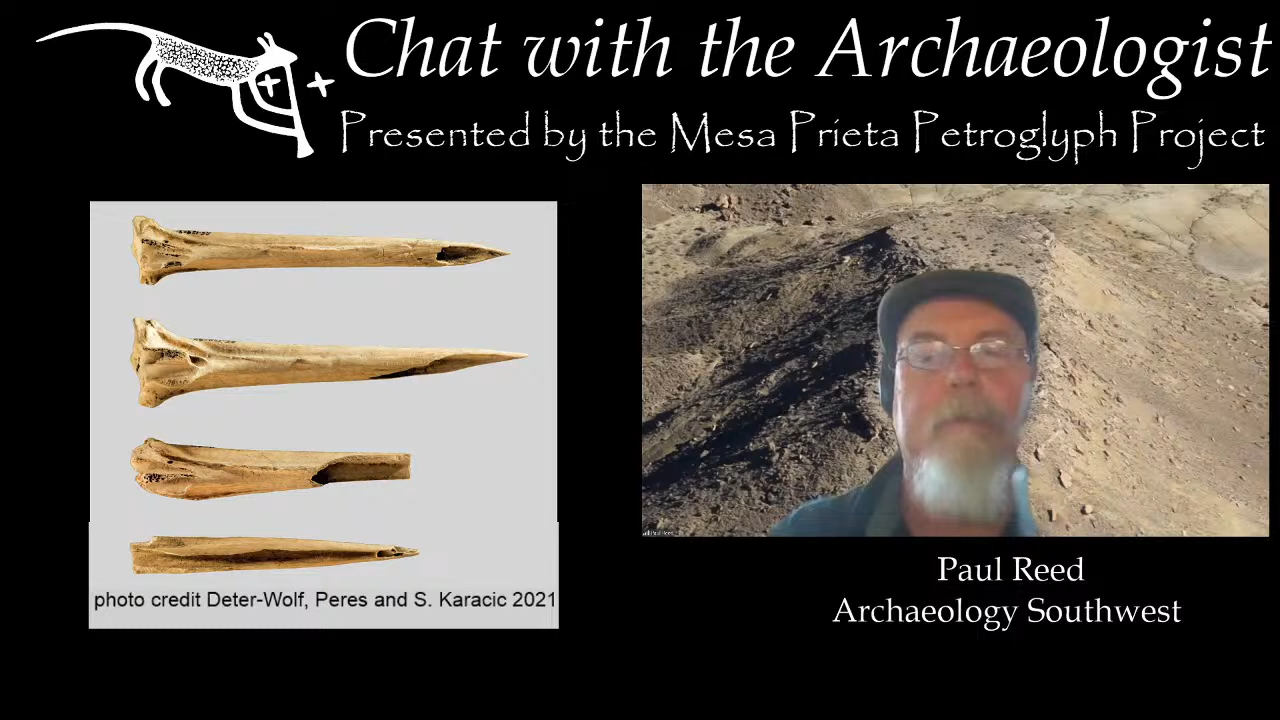 Chat with the Archaeologist
Presented by the Mesa Prieta Petroglyph Project
photo credit Deter-Wolf, Peres and S. Karacic 2021
Paul Reed
Archaeology Southwest